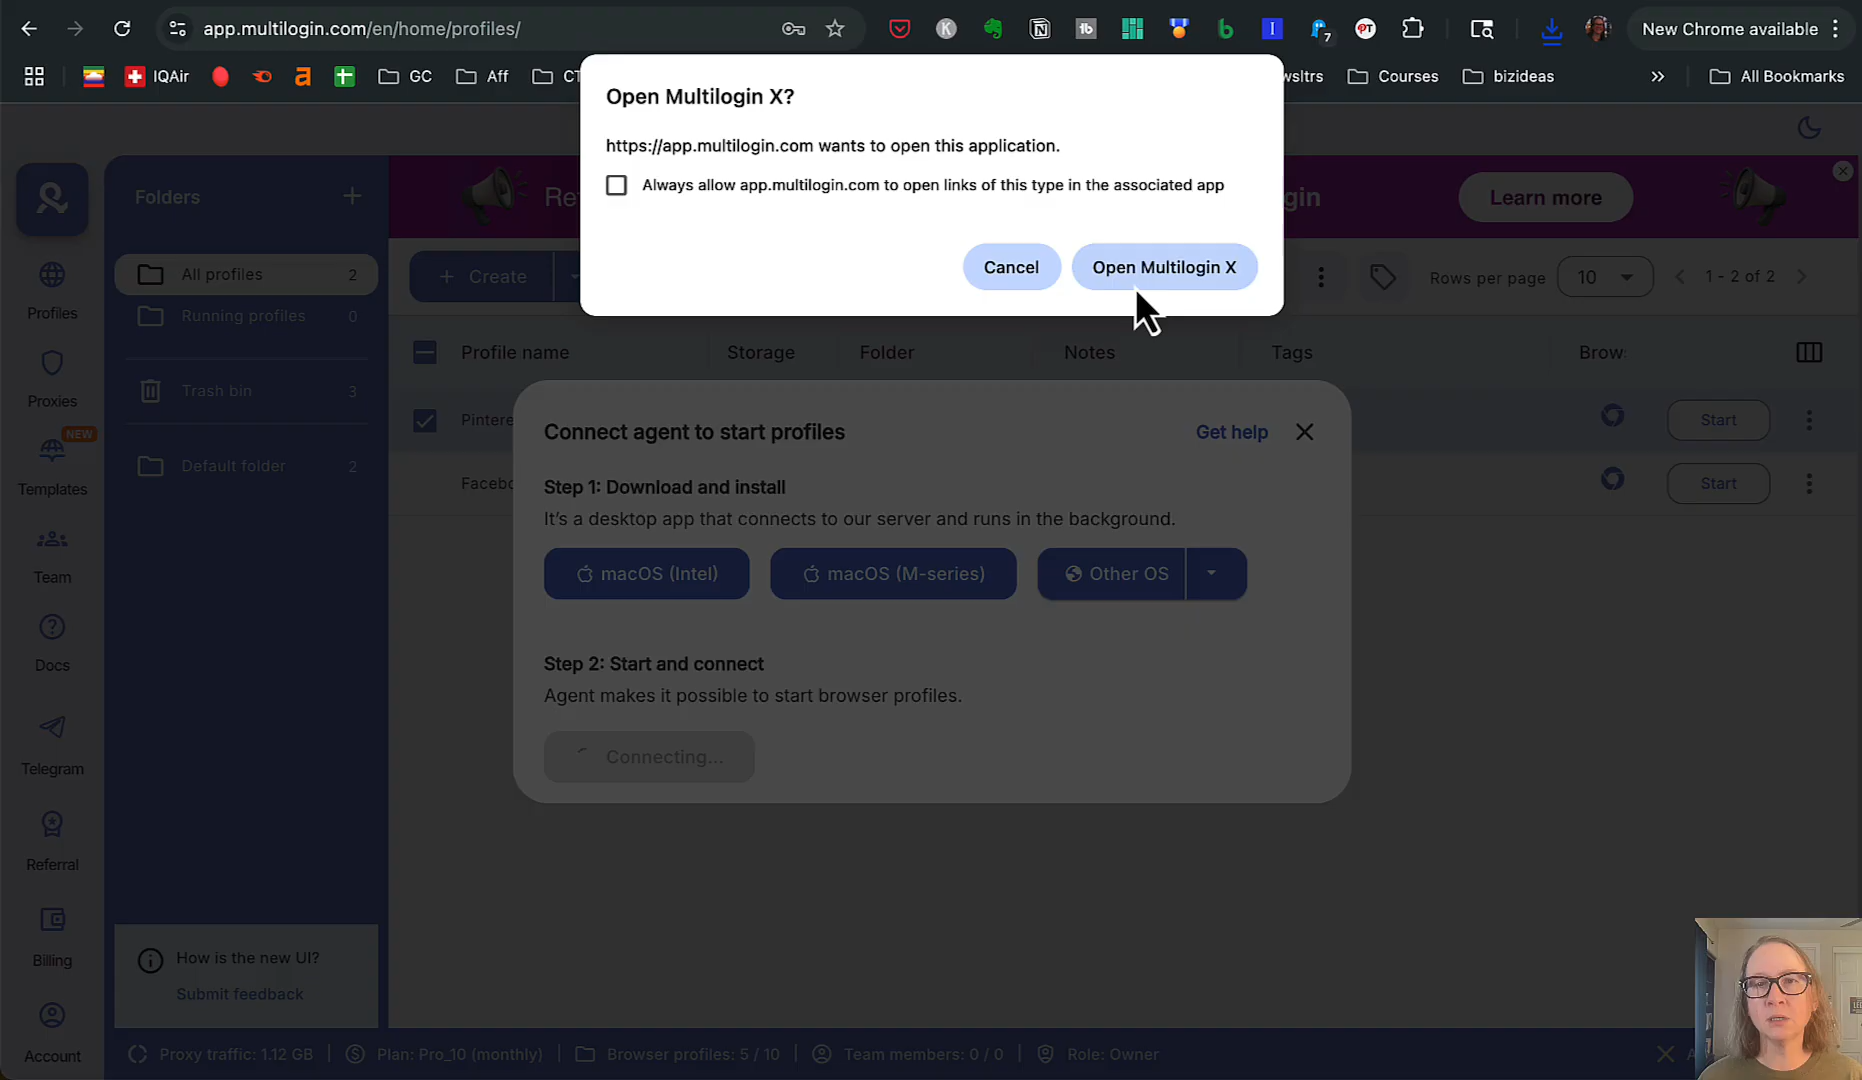 app.multilogin.com/en/home/profiles/
New Chrome available
7
IQAir
GC
Aff
wsltrs
Courses
bizideas
All Bookmarks
Open Multilogin X?
https://app.multilogin.com wants to open this application.
Always allow app.multilogin.com to open links of this type in the associated app
Cancel
Open Multilogin X
Learn more
Folders
All profiles 2
Running profiles 0
Trash bin 3
Default folder 2
Profiles
Proxies
NEW
Templates
Team
Docs
Telegram
Referral
Billing
Account
+ Create
Rows per page 10 1 - 2 of 2
Profile name Storage Folder Notes Tags Brow
Pintere
Start
Facebo
Start
Connect agent to start profiles
Get help
Step 1: Download and install
It's a desktop app that connects to our server and runs in the background.
macOS (Intel)
macOS (M-series)
Other OS
Step 2: Start and connect
Agent makes it possible to start browser profiles.
Connecting...
How is the new UI?
Submit feedback
Proxy traffic: 1.12 GB Plan: Pro_10 (monthly) Browser profiles: 5 / 10 Team members: 0 / 0 Role: Owner